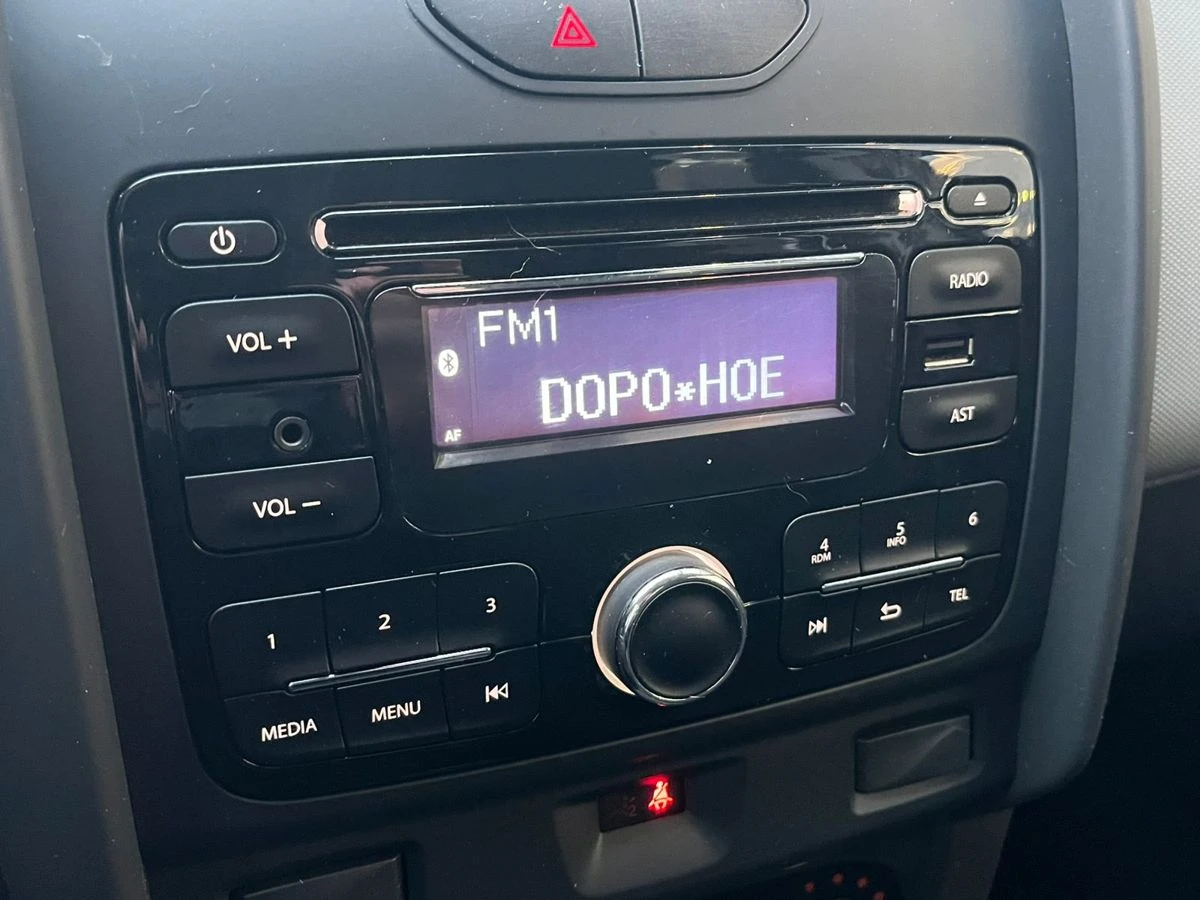 RADIO
VOL +
FM1
DOPO*HOE
AF
AST
VOL −
1
2
3
4
RDM
5
INFO
6
MEDIA
MENU
TEL